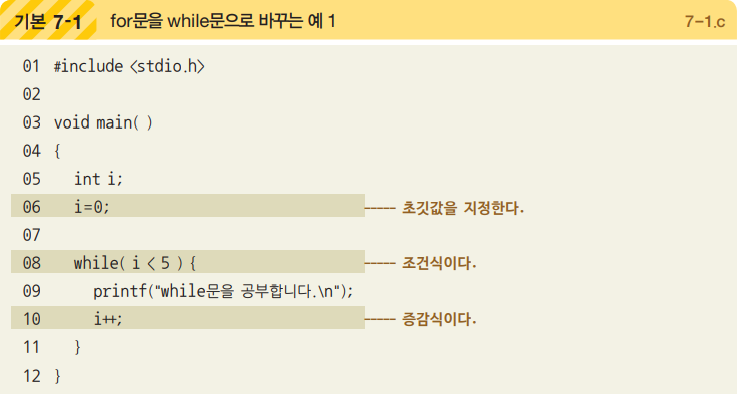 기본 7-1 for문을 while문으로 바꾸는 예 1 7-1.c
01 #include <stdio.h>
02
03 void main( )
04 {
05 int i;
06 i=0; ----- 초깃값을 지정한다.
07
08 while( i < 5 ) { ----- 조건식이다.
09 printf("while문을 공부합니다.\n");
10 i++; ----- 증감식이다.
11 }
12 }